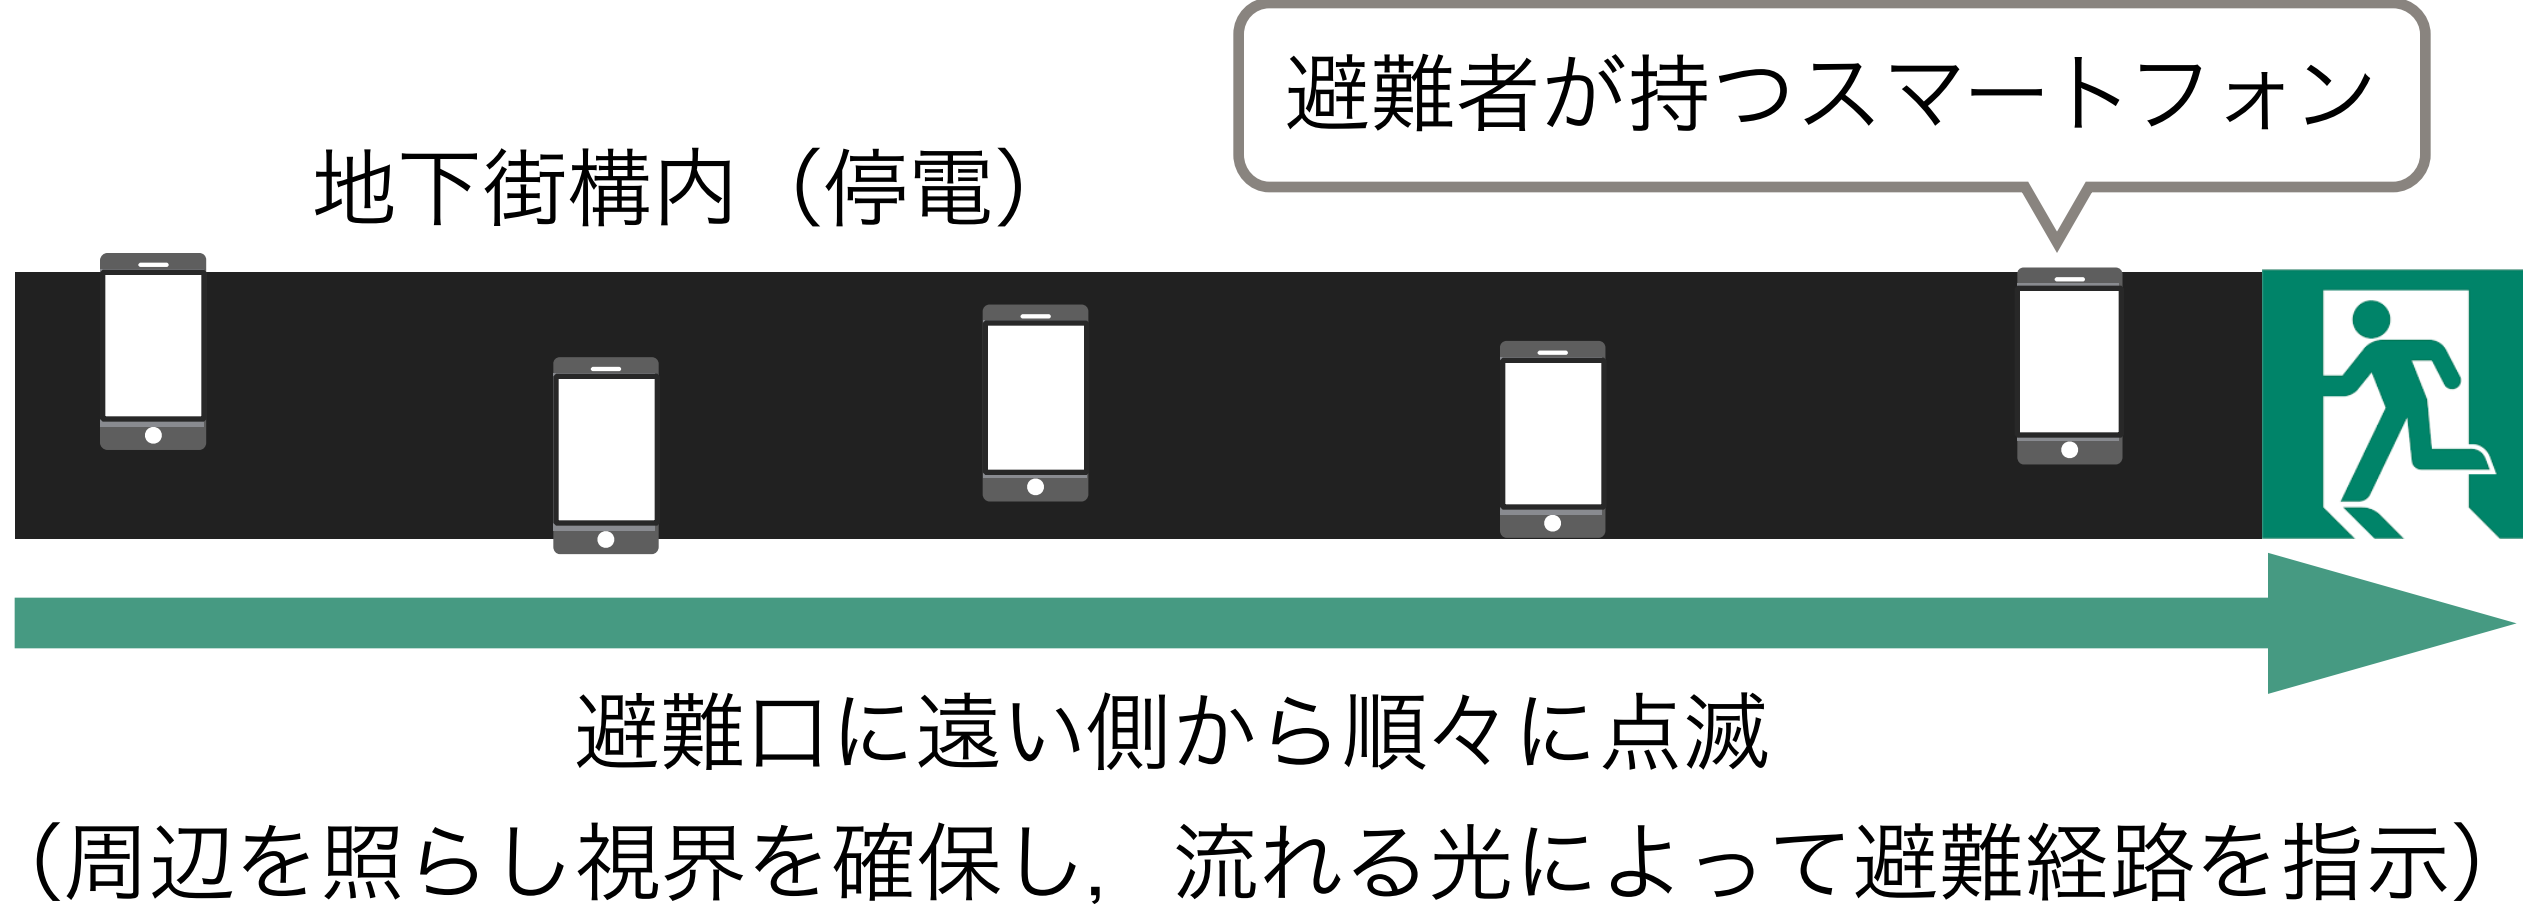 避難者が持つスマートフォン
地下街構内（停電）
避難口に遠い側から順々に点滅
（周辺を照らし視界を確保し，流れる光によって避難経路を指示）